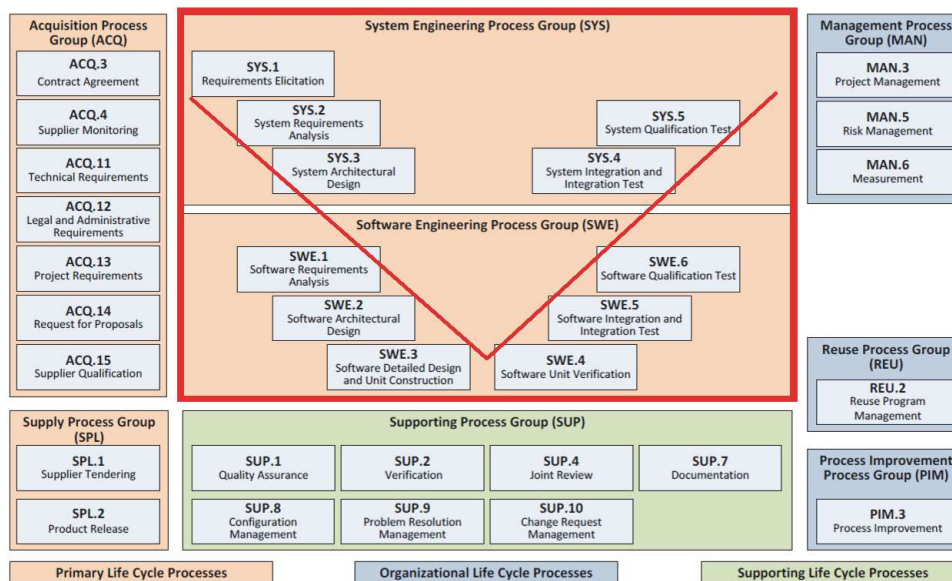 Acquisition Process
Group (ACQ)
ACQ.3
Contract Agreement
ACQ.4
Supplier Monitoring
ACQ.11
Technical Requirements
ACQ.12
Legal and Administrative
Requirements
ACQ.13
Project Requirements
ACQ.14
Request for Proposals
ACQ.15
Supplier Qualification
System Engineering Process Group (SYS)
SYS.1
Requirements Elicitation
SYS.2
System Requirements
Analysis
SYS.3
System Architectural
Design
SYS.5
System Qualification Test
SYS.4
System Integration and
Integration Test
Software Engineering Process Group (SWE)
SWE.1
Software Requirements
Analysis
SWE.2
Software Architectural
Design
SWE.3
Software Detailed Design
and Unit Construction
SWE.6
Software Qualification Test
SWE.5
Software Integration and
Integration Test
SWE.4
Software Unit Verification
Management Process
Group (MAN)
MAN.3
Project Management
MAN.5
Risk Management
MAN.6
Measurement
Reuse Process Group
(REU)
REU.2
Reuse Program
Management
Supply Process Group
(SPL)
SPL.1
Supplier Tendering
SPL.2
Product Release
Supporting Process Group (SUP)
SUP.1
Quality Assurance
SUP.2
Verification
SUP.4
Joint Review
SUP.7
Documentation
SUP.8
Configuration
Management
SUP.9
Problem Resolution
Management
SUP.10
Change Request
Management
Process Improvement
Process Group (PIM)
PIM.3
Process Improvement
Primary Life Cycle Processes
Organizational Life Cycle Processes
Supporting Life Cycle Processes